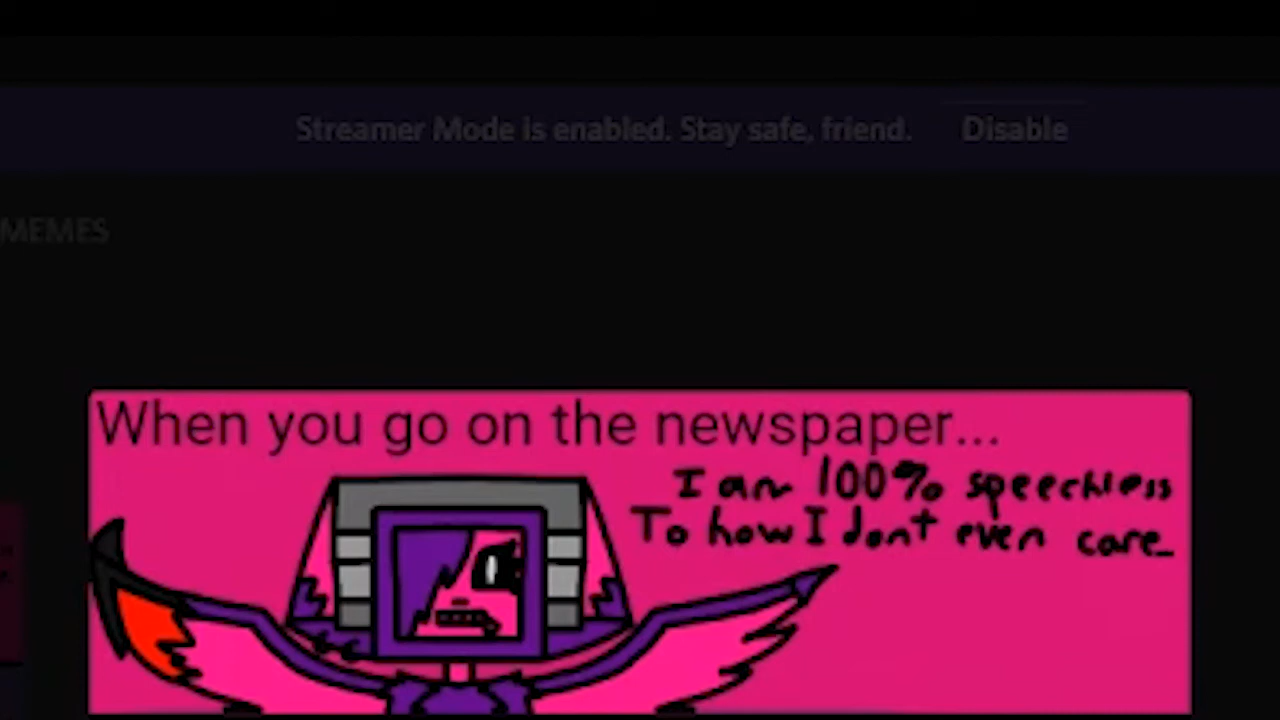 Streamer Mode is enabled. Stay safe, friend. Disable
MEMES
When you go on the newspaper...
I am 100% speechless
To how I dont even care_